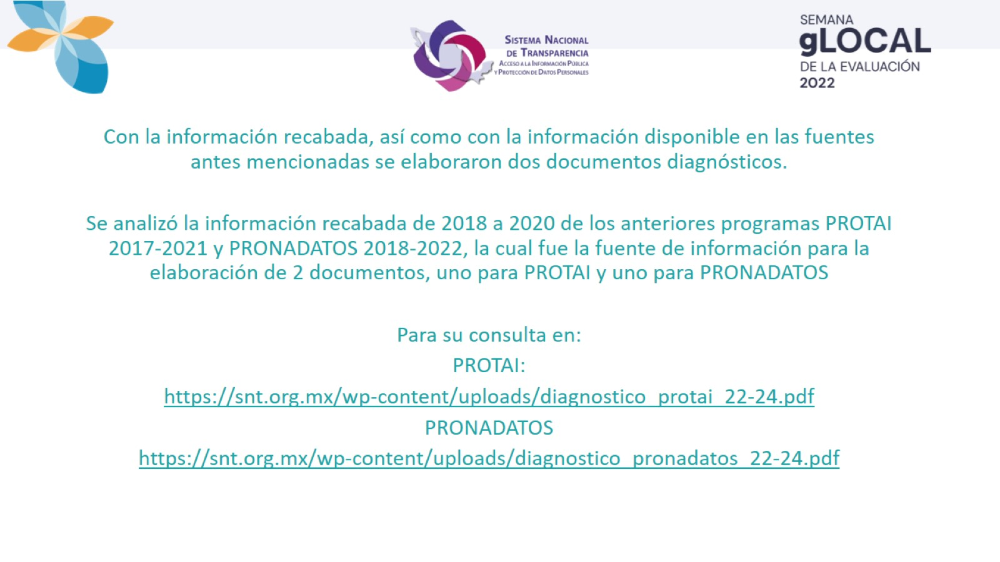 SISTEMA NACIONAL
DE TRANSPARENCIA
ACCESO A LA INFORMACIÓN PÚBLICA
Y PROTECCIÓN DE DATOS PERSONALES
SEMANA
gLOCAL
DE LA EVALUACIÓN
2022
Con la información recabada, así como con la información disponible en las fuentes
antes mencionadas se elaboraron dos documentos diagnósticos.
Se analizó la información recabada de 2018 a 2020 de los anteriores programas PROTAI
2017-2021 y PRONADATOS 2018-2022, la cual fue la fuente de información para la
elaboración de 2 documentos, uno para PROTAI y uno para PRONADATOS
Para su consulta en:
PROTAI:
https://snt.org.mx/wp-content/uploads/diagnostico_protai_22-24.pdf
PRONADATOS
https://snt.org.mx/wp-content/uploads/diagnostico_pronadatos_22-24.pdf